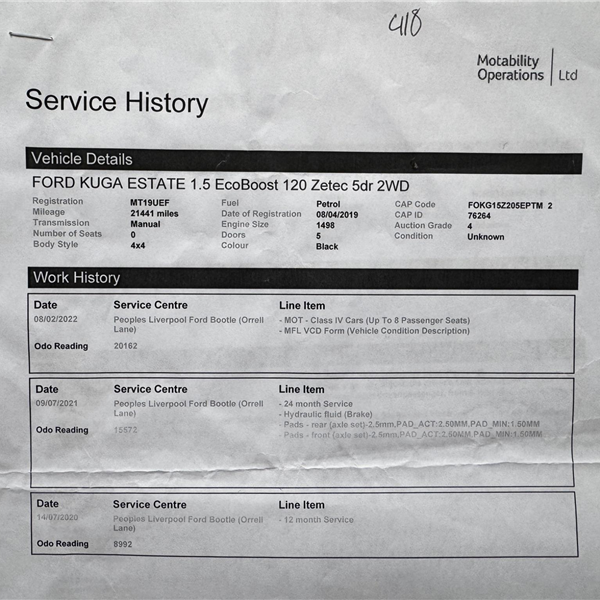 418
Motability
Operations Ltd
Service History
Vehicle Details
FORD KUGA ESTATE 1.5 EcoBoost 120 Zetec 5dr 2WD
Registration MT19UEF Fuel Petrol CAP Code FOKG15Z205EPTM 2
Mileage 21441 miles Date of Registration 08/04/2019 CAP ID 76264
Transmission Manual Engine Size 1498 Auction Grade 4
Number of Seats 0 Doors 5 Condition Unknown
Body Style 4x4 Colour Black
Work History
Date Service Centre Line Item
08/02/2022 Peoples Liverpool Ford Bootle (Orrell - MOT - Class IV Cars (Up To 8 Passenger Seats)
Lane) - MFL VCD Form (Vehicle Condition Description)
Odo Reading 20162
Date Service Centre Line Item
09/07/2021 Peoples Liverpool Ford Bootle (Orrell - 24 month Service
Lane) - Hydraulic fluid (Brake)
- Pads - rear (axle set)-2.5mm,PAD_ACT:2.50MM,PAD_MIN:1.50MM
Odo Reading 15572 - Pads - front (axle set)-2.5mm,PAD_ACT:2.50MM,PAD_MIN:1.50MM
Date Service Centre Line Item
14/07/2020 Peoples Liverpool Ford Bootle (Orrell - 12 month Service
Lane)
Odo Reading 8992